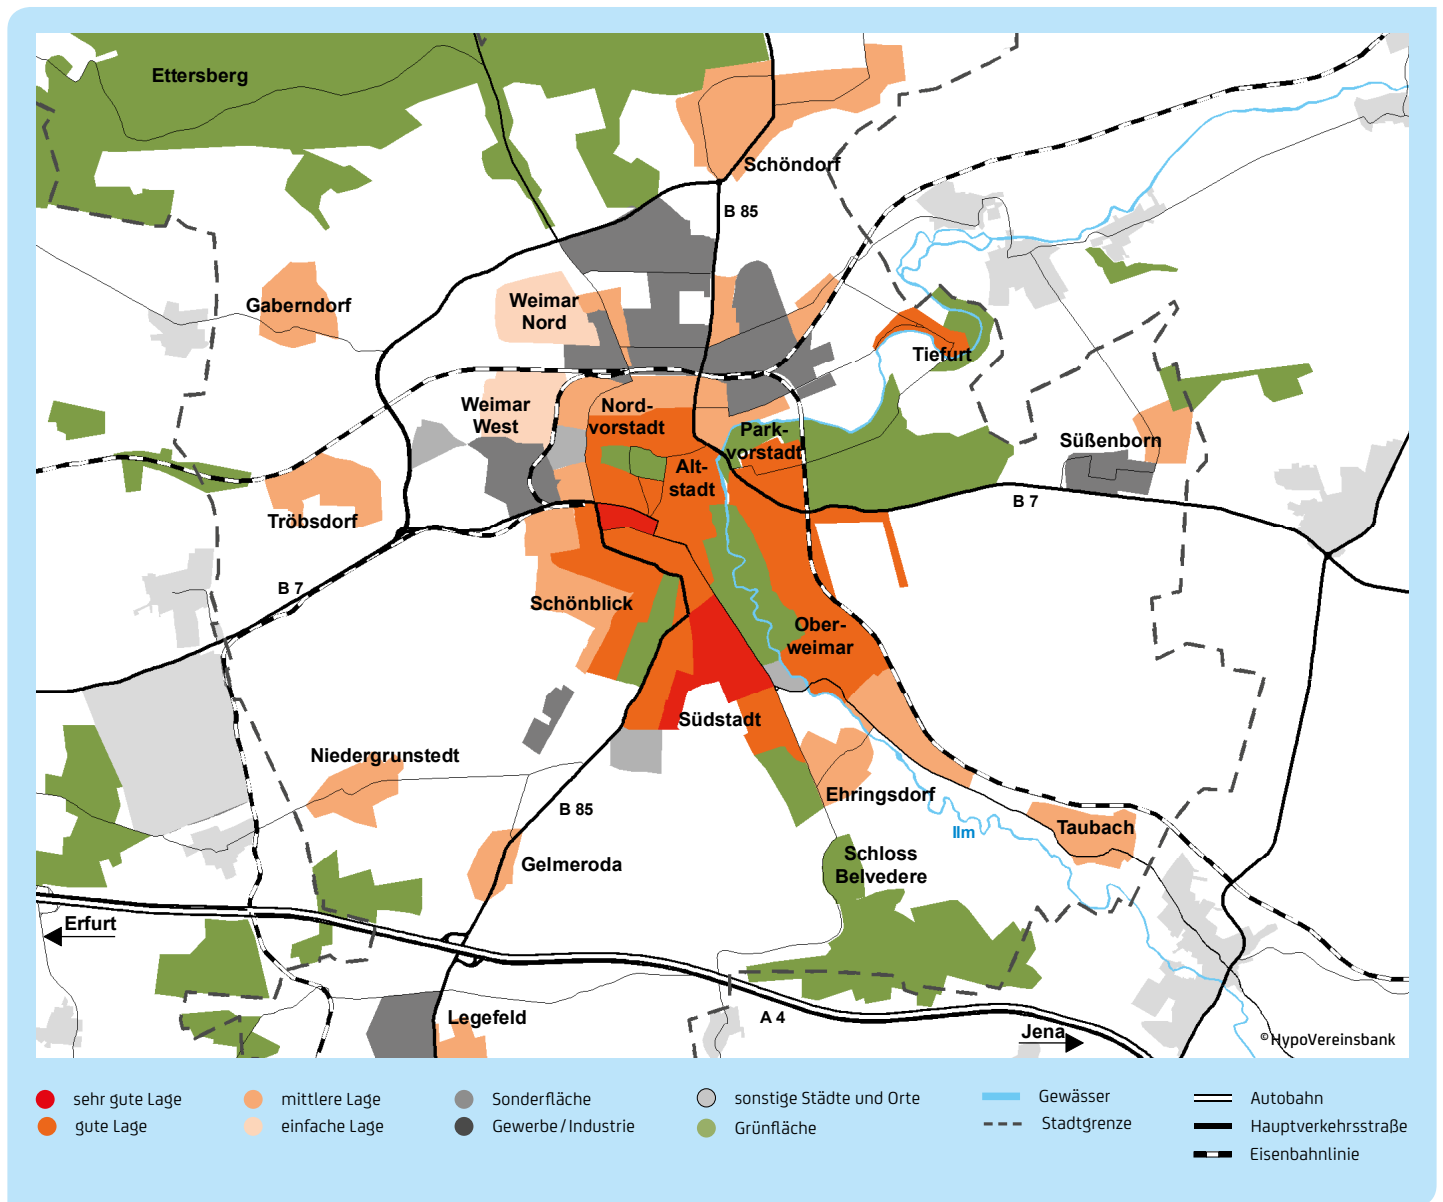 Ettersberg
Schöndorf
B 85
Gaberndorf
Weimar
Nord
Tiefurt
Weimar
West
Nord-
vorstadt
Park-
vorstadt
Süßenborn
Alt-
stadt
B 7
Tröbsdorf
B 7
Schönblick
Ober-
weimar
Südstadt
Niedergrunstedt
B 85
Ehringsdorf
Ilm
Taubach
Gelmeroda
Schloss
Belvedere
Erfurt
Legefeld
A 4
Jena
© HypoVereinsbank
sehr gute Lage
gute Lage
mittlere Lage
einfache Lage
Sonderfläche
Gewerbe/Industrie
sonstige Städte und Orte
Grünfläche
Gewässer
Stadtgrenze
Autobahn
Hauptverkehrsstraße
Eisenbahnlinie